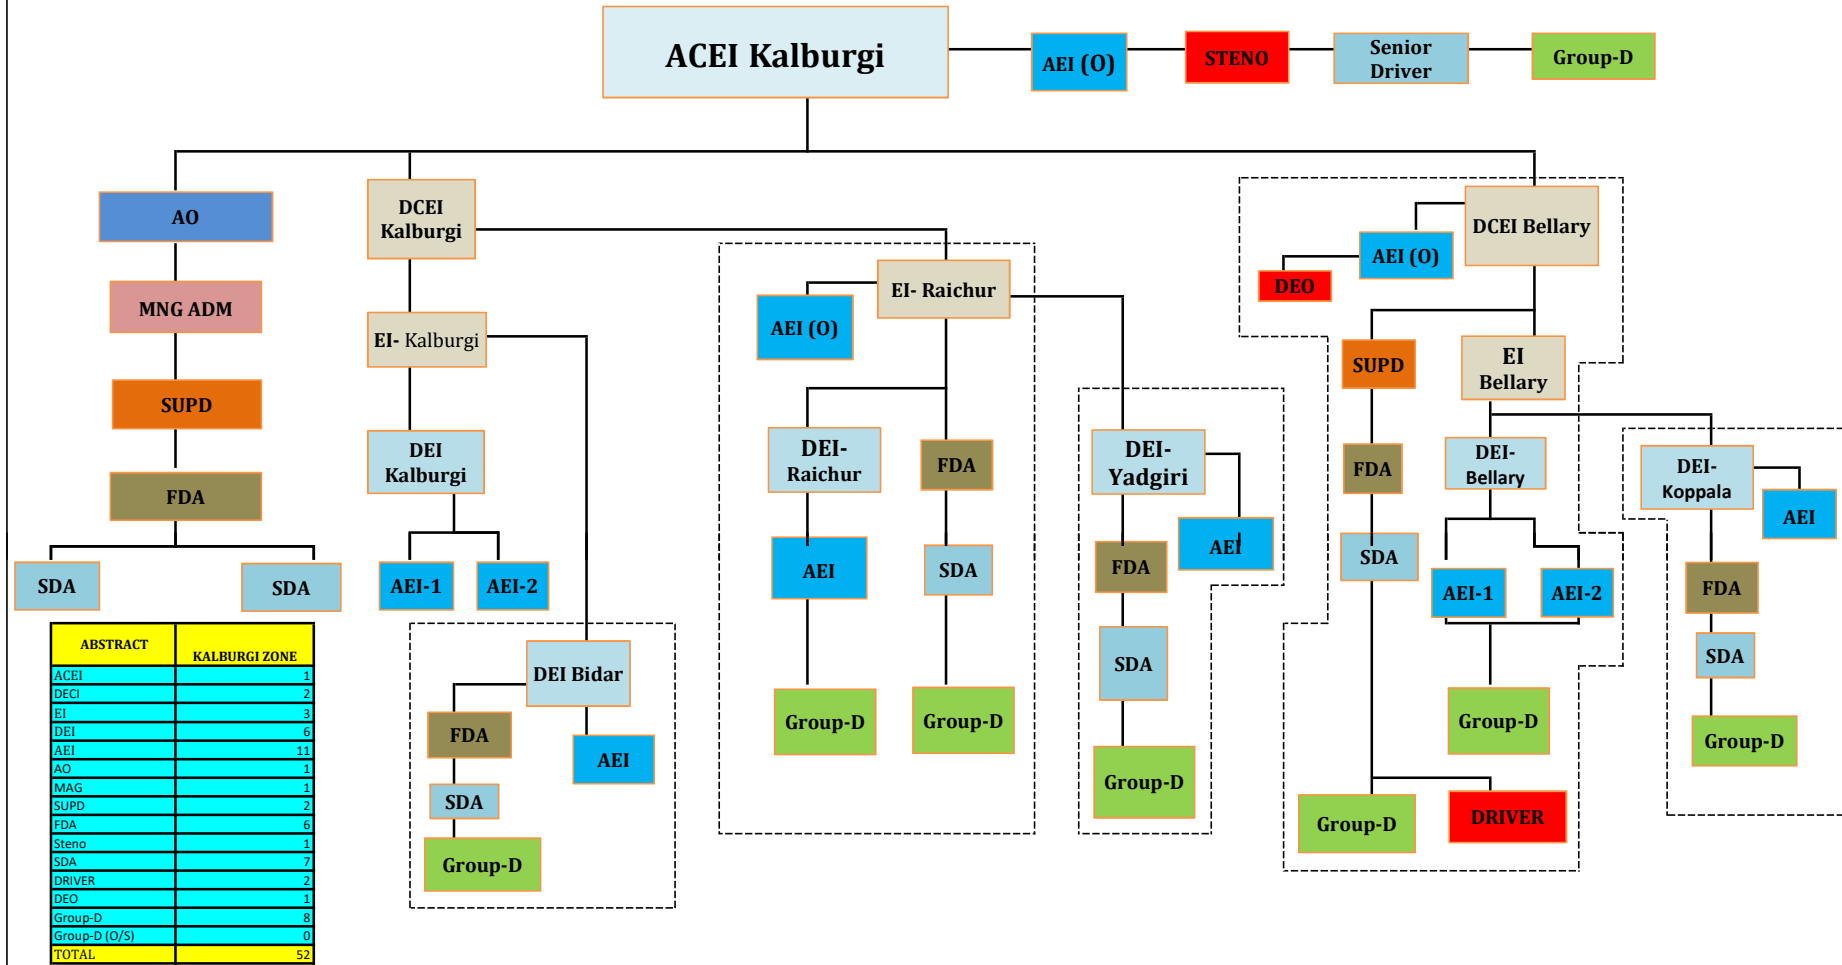 ACEI Kalburgi
AEI (O)
STENO
Senior
Driver
Group-D
AO
MNG ADM
SUPD
FDA
SDA
SDA
DCEI
Kalburgi
EI- Kalburgi
DEI
Kalburgi
AEI-1
AEI-2
DEI Bidar
FDA
SDA
Group-D
AEI
EI- Raichur
AEI (O)
DEI-
Raichur
AEI
Group-D
FDA
SDA
Group-D
DEI-
Yadgiri
AEI
FDA
SDA
Group-D
DCEI Bellary
AEI (O)
DEO
SUPD
FDA
SDA
Group-D
DRIVER
EI
Bellary
DEI-
Bellary
AEI-1
AEI-2
Group-D
DEI-
Koppala
AEI
FDA
SDA
Group-D
ABSTRACT KALBURGI ZONE
ACEI 1
DECI 2
EI 3
DEI 6
AEI 11
AO 1
MAG 1
SUPD 2
FDA 6
Steno 1
SDA 7
DRIVER 2
DEO 1
Group-D 8
Group-D (O/S) 0
TOTAL 52